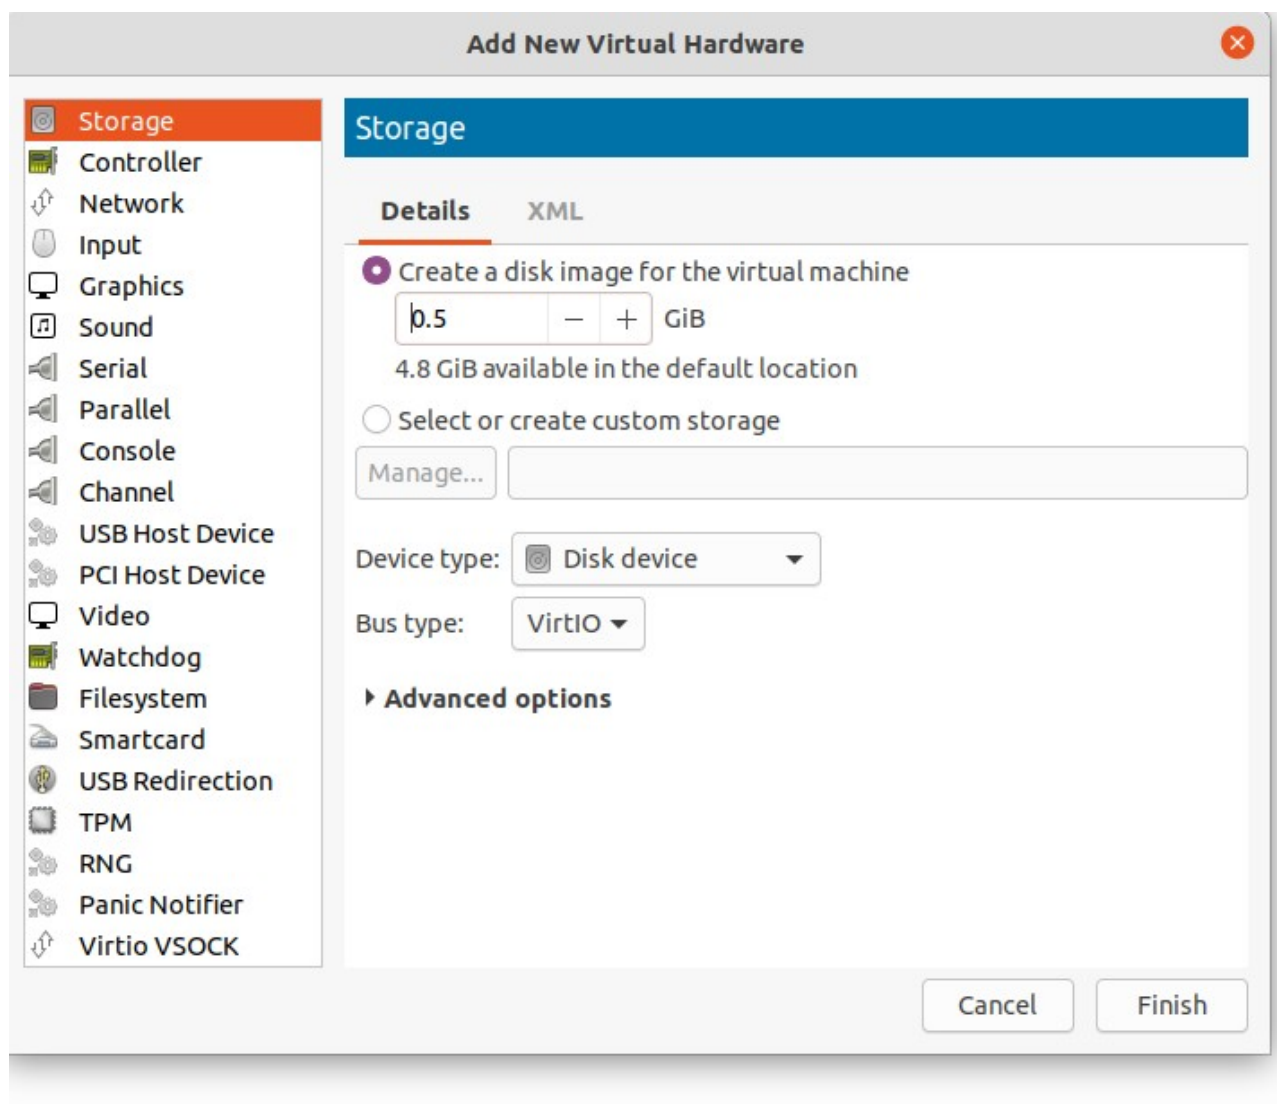 Add New Virtual Hardware
Storage
Controller
Network
Input
Graphics
Sound
Serial
Parallel
Console
Channel
USB Host Device
PCI Host Device
Video
Watchdog
Filesystem
Smartcard
USB Redirection
TPM
RNG
Panic Notifier
Virtio VSOCK
Storage
Details XML
Create a disk image for the virtual machine
0.5 − + GiB
4.8 GiB available in the default location
Select or create custom storage
Manage...
Device type: Disk device
Bus type: VirtIO
Advanced options
Cancel Finish